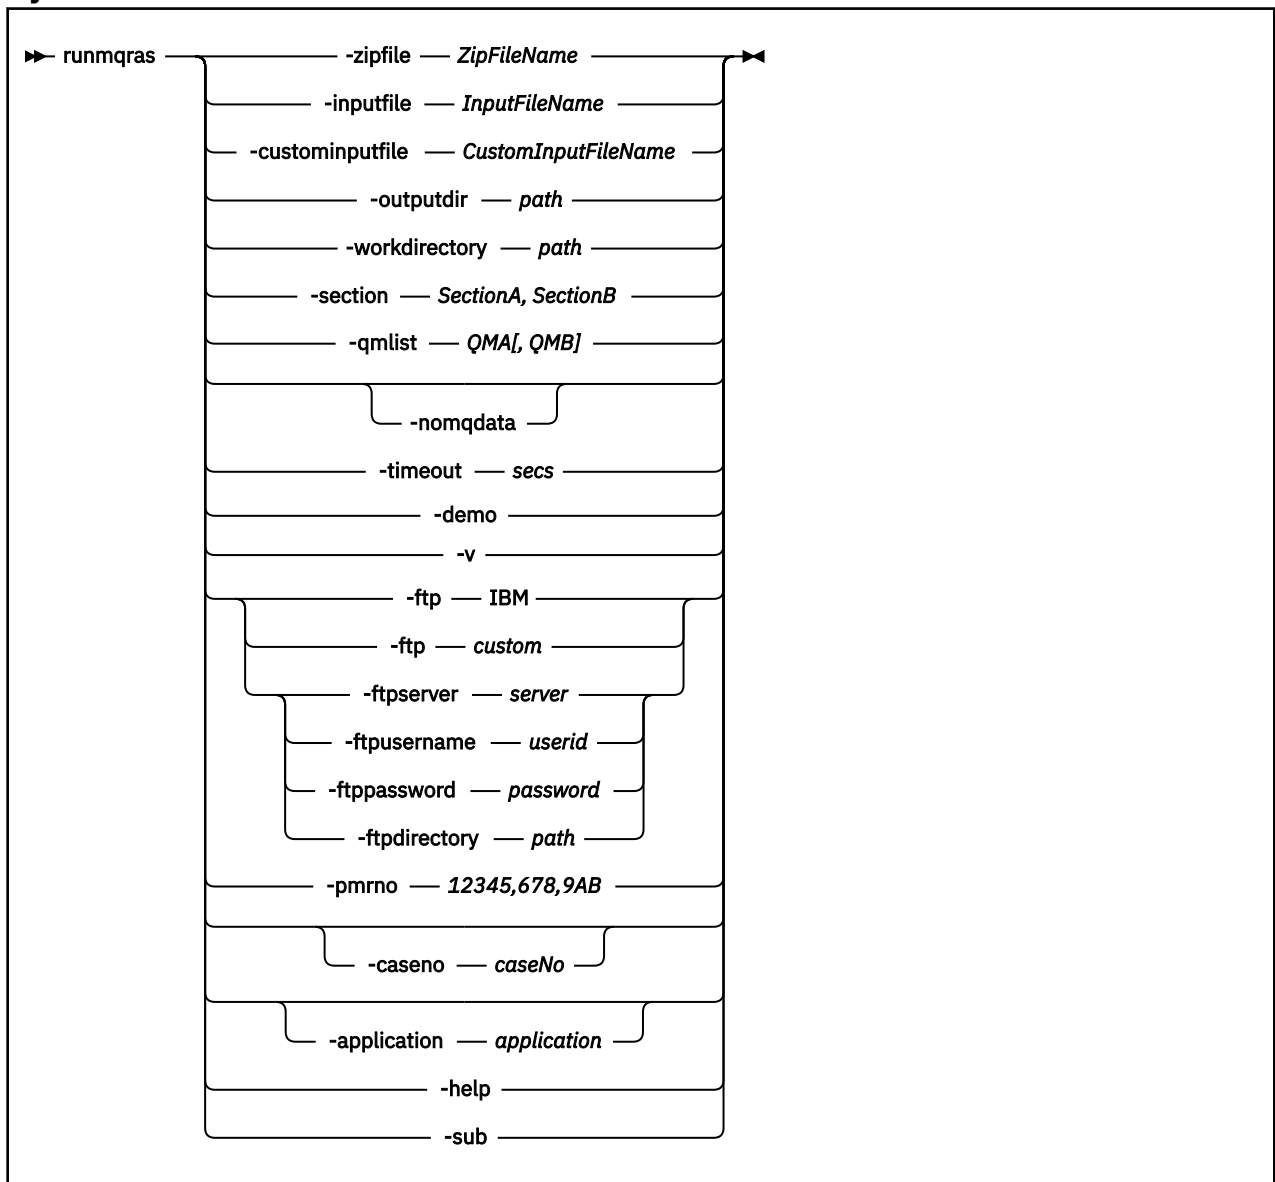 runmqras -zipfile ZipFileName
-inputfile InputFileName
-custominputfile CustomInputFileName
-outputdir path
-workdirectory path
-section SectionA, SectionB
-qmlist QMA[, QMB]
-nomqdata
-timeout secs
-demo
-v
-ftp IBM
-ftp custom
-ftpserver server
-ftpusername userid
-ftppassword password
-ftpdirectory path
-pmrno 12345,678,9AB
-caseno caseNo
-application application
-help
-sub